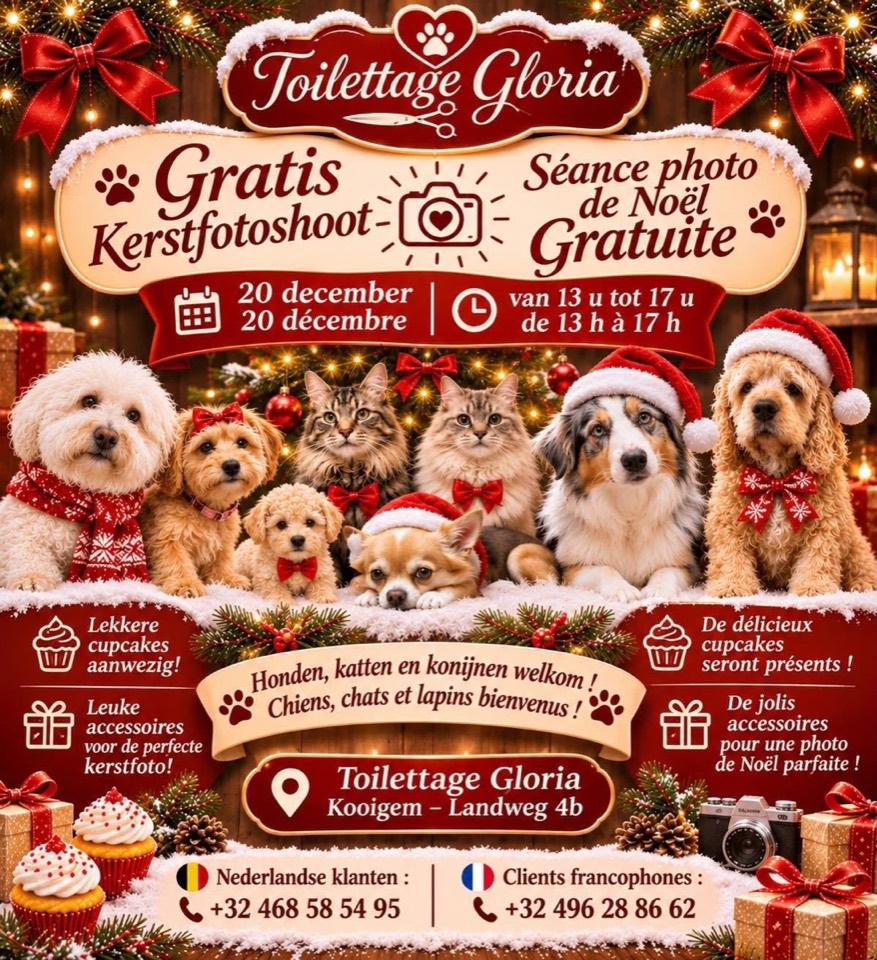 Toilettage Gloria
Gratis
Kerstfotoshoot
Séance photo
de Noël
Gratuite
20 december
20 décembre
van 13 u tot 17 u
de 13 h à 17 h
Lekkere
cupcakes
aanwezig!
Leuke
accessoires
voor de perfecte
kerstfoto!
Honden, katten en konijnen welkom !
Chiens, chats et lapins bienvenus !
De délicieux
cupcakes
seront présents !
De jolis
accessoires
pour une photo
de Noël parfaite !
Toilettage Gloria
Kooigem – Landweg 4b
Nederlandse klanten :
+32 468 58 54 95
Clients francophones :
+32 496 28 86 62